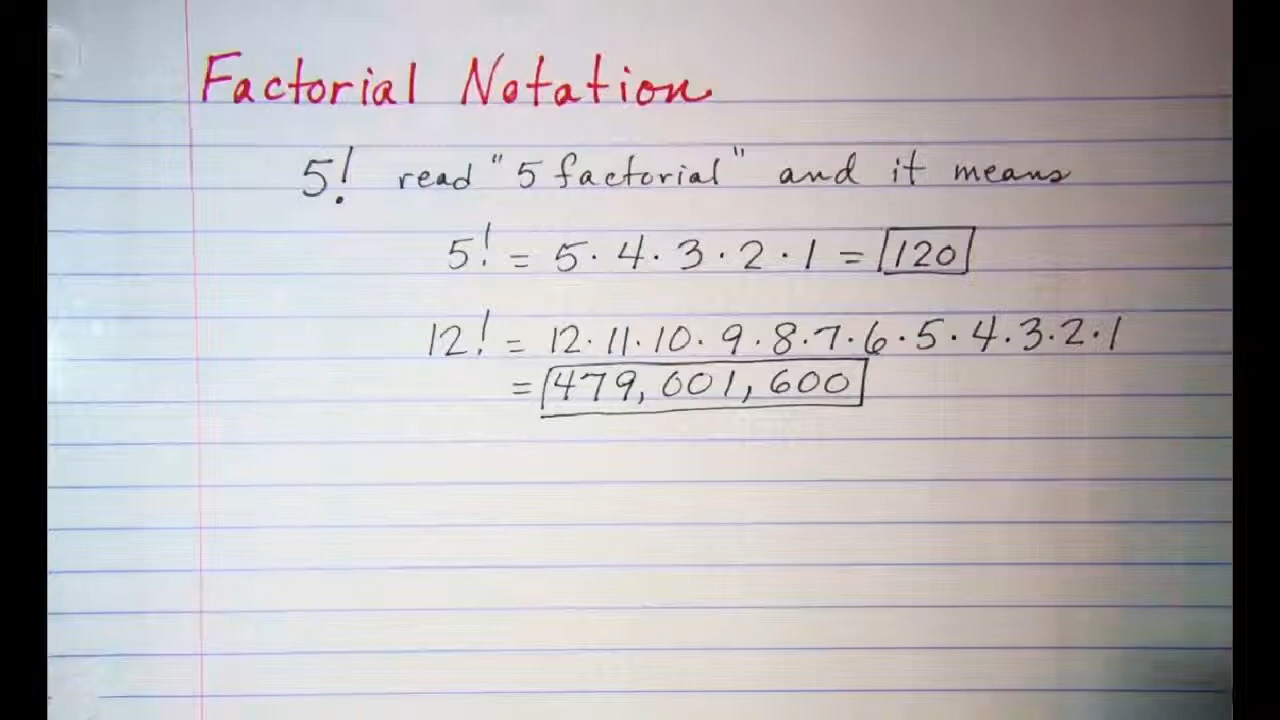 Factorial Notation
5! read "5 factorial" and it means
5! = 5 · 4 · 3 · 2 · 1 = 120
12! = 12 · 11 · 10 · 9 · 8 · 7 · 6 · 5 · 4 · 3 · 2 · 1
= 479,001,600